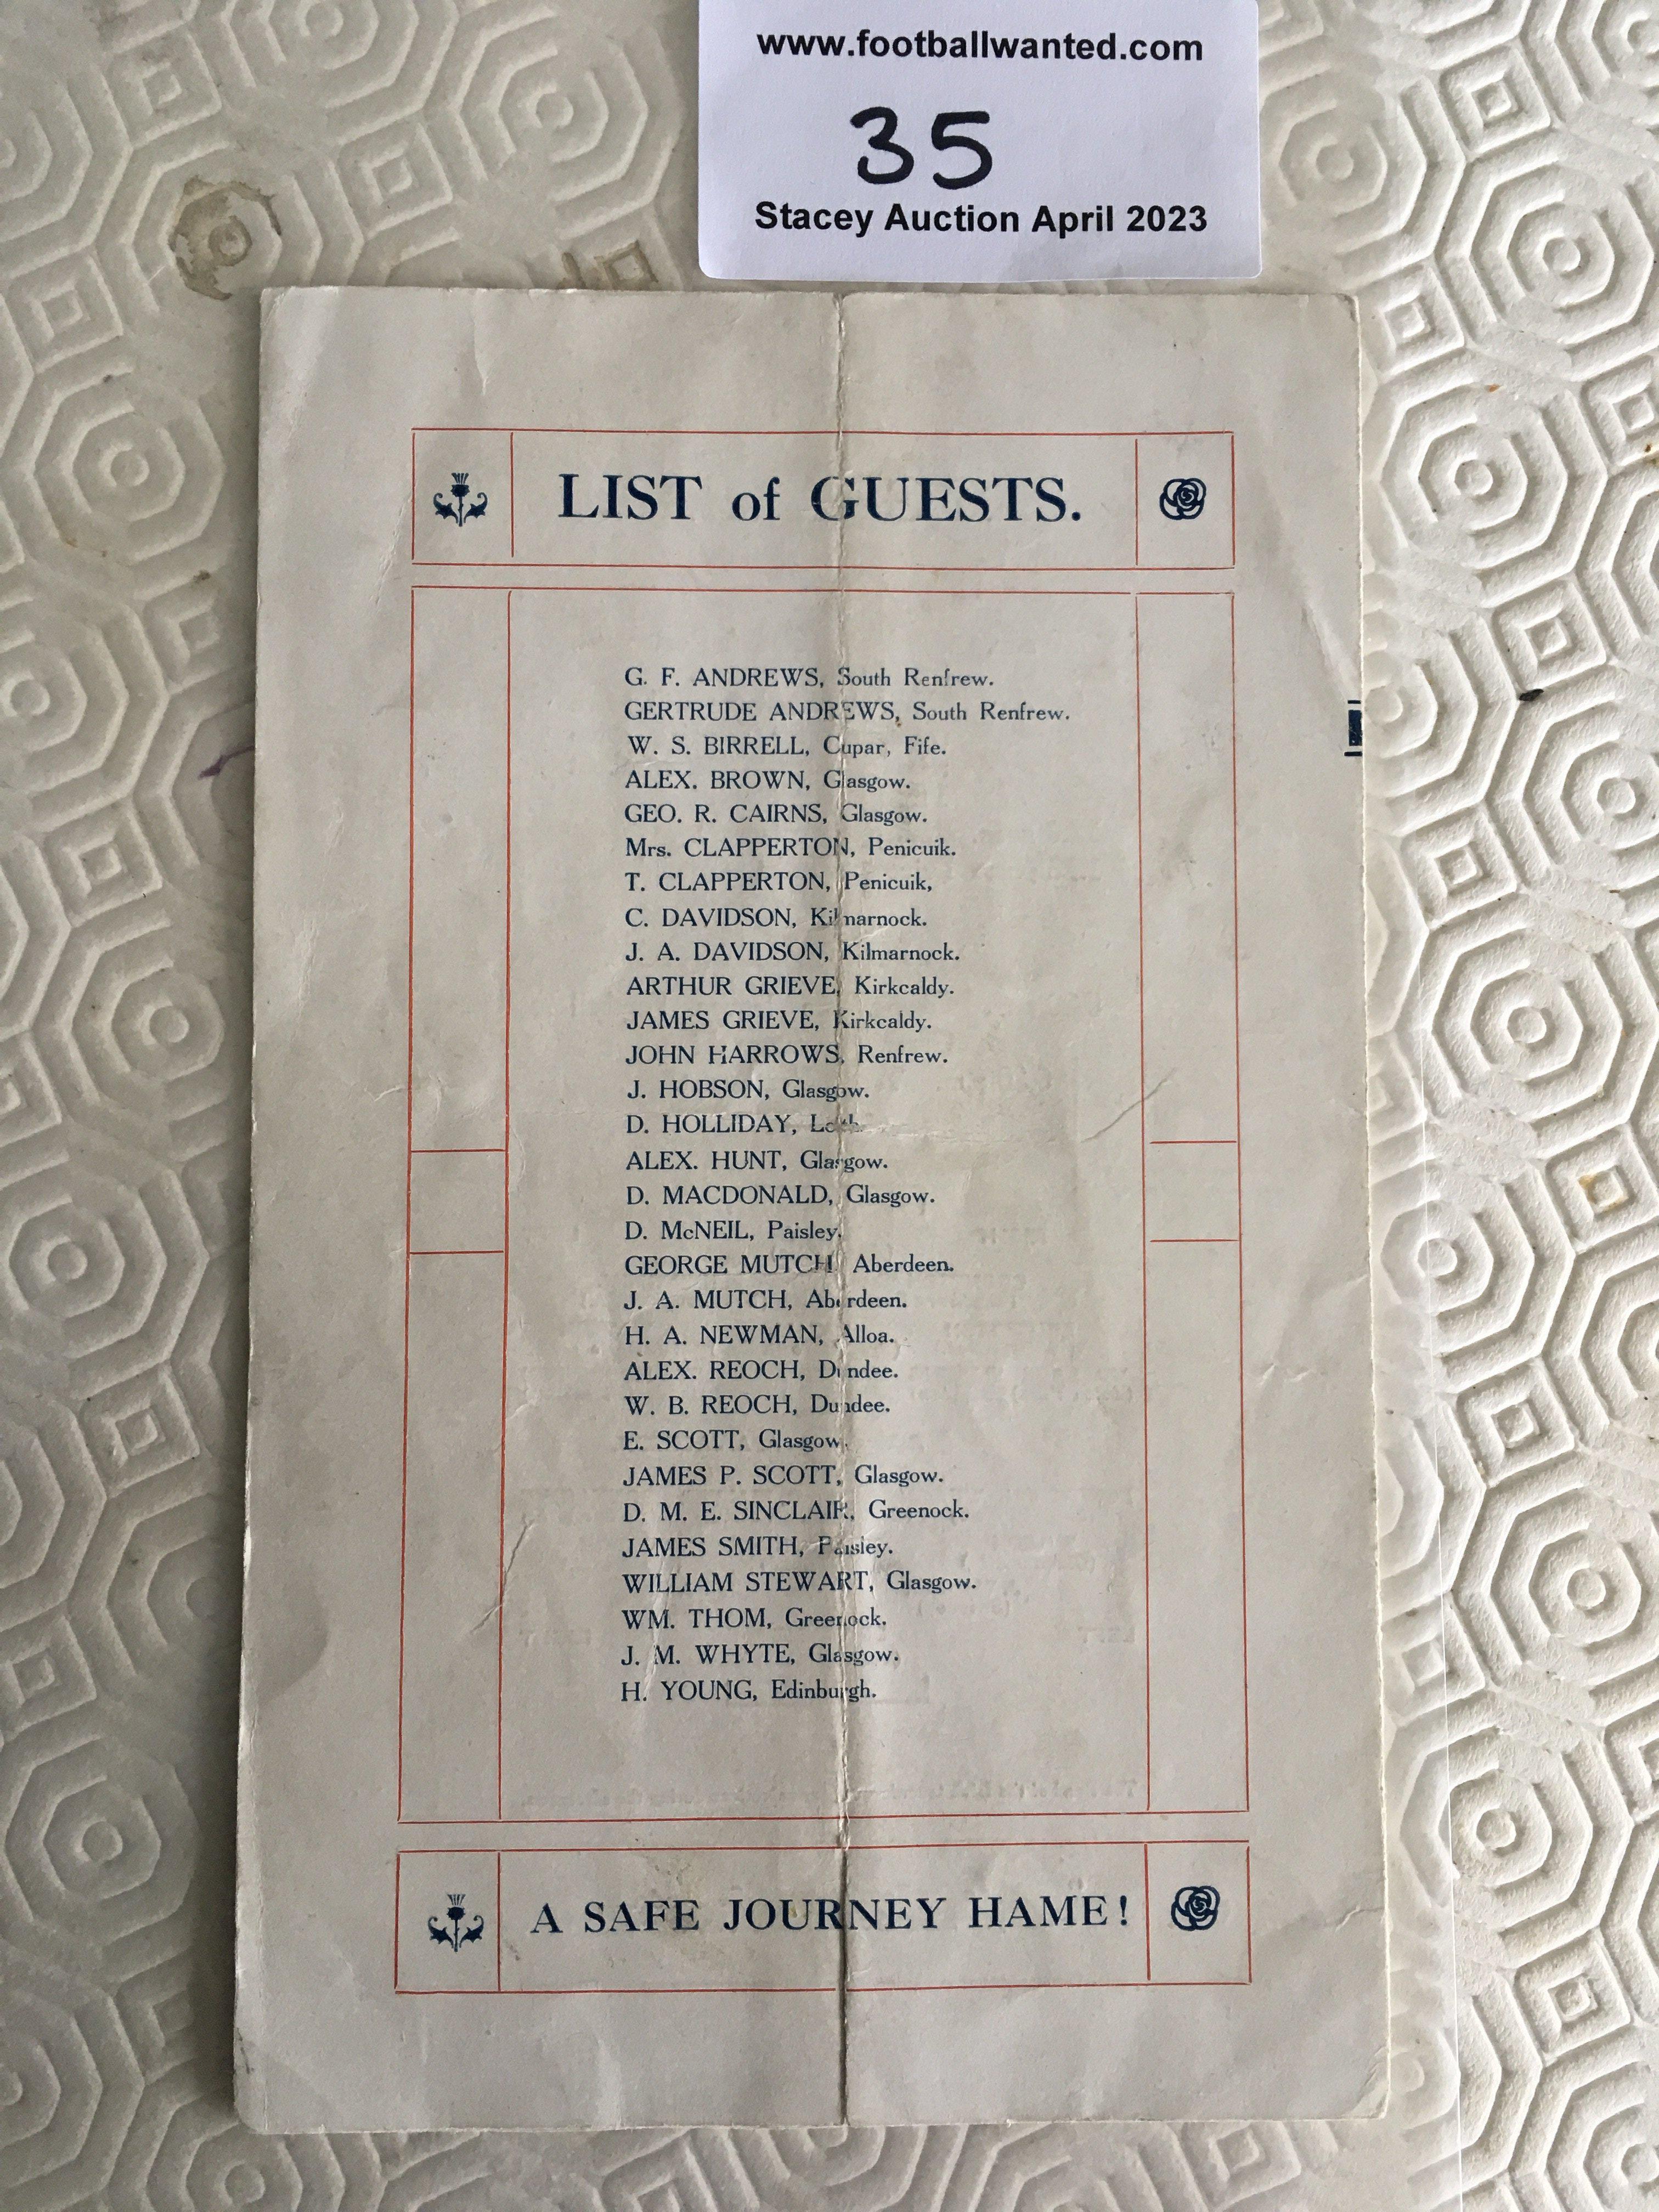 www.footballwanted.com
35
Stacey Auction April 2023
LIST of GUESTS.
G. F. ANDREWS, South Renfrew.
GERTRUDE ANDREWS, South Renfrew.
W. S. BIRRELL, Cupar, Fife.
ALEX. BROWN, Glasgow.
GEO. R. CAIRNS, Glasgow.
Mrs. CLAPPERTON, Penicuik.
T. CLAPPERTON, Penicuik,
C. DAVIDSON, Kilmarnock.
J. A. DAVIDSON, Kilmarnock.
ARTHUR GRIEVE, Kirkcaldy.
JAMES GRIEVE, Kirkcaldy.
JOHN HARROWS, Renfrew.
J. HOBSON, Glasgow.
D. HOLLIDAY,
ALEX. HUNT, Glasgow.
D. MACDONALD, Glasgow.
D. McNEIL, Paisley.
GEORGE MUTCH, Aberdeen.
J. A. MUTCH, Aberdeen.
H. A. NEWMAN, Alloa.
ALEX. REOCH, Dundee.
W. B. REOCH, Dundee.
E. SCOTT, Glasgow.
JAMES P. SCOTT, Glasgow.
D. M. E. SINCLAIR, Greenock.
JAMES SMITH, Paisley.
WILLIAM STEWART, Glasgow.
WM. THOM, Greenock.
J. M. WHYTE, Glasgow.
H. YOUNG, Edinburgh.
A SAFE JOURNEY HAME!